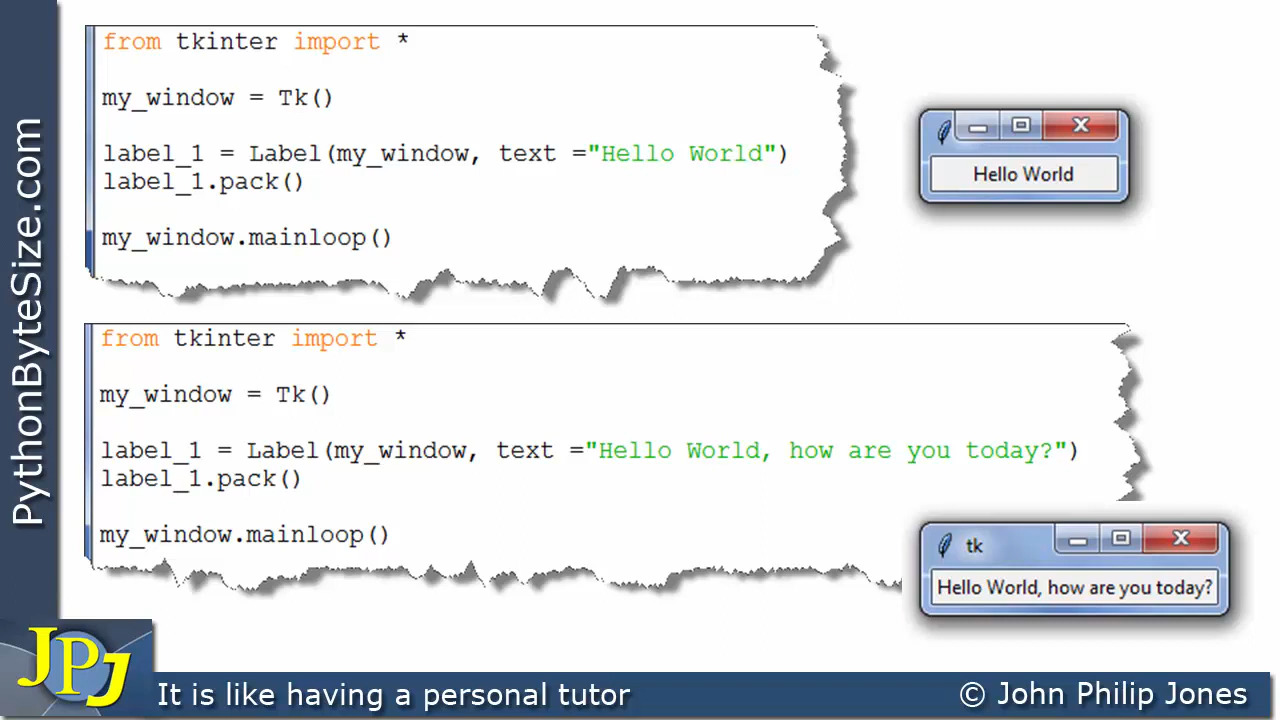 PythonByteSize.com
from tkinter import *
my_window = Tk()
label_1 = Label(my_window, text ="Hello World")
label_1.pack()
my_window.mainloop()
Hello World
from tkinter import *
my_window = Tk()
label_1 = Label(my_window, text ="Hello World, how are you today?")
label_1.pack()
my_window.mainloop()
tk
Hello World, how are you today?
JPJ
It is like having a personal tutor
© John Philip Jones